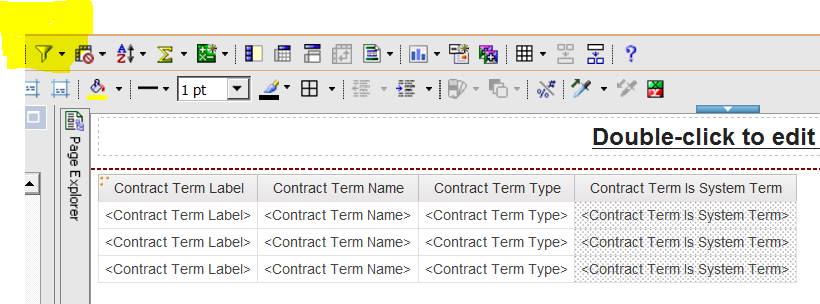 1 pt
Page Explorer
Double-click to edit
Contract Term Label Contract Term Name Contract Term Type Contract Term Is System Term
<Contract Term Label> <Contract Term Name> <Contract Term Type> <Contract Term Is System Term>
<Contract Term Label> <Contract Term Name> <Contract Term Type> <Contract Term Is System Term>
<Contract Term Label> <Contract Term Name> <Contract Term Type> <Contract Term Is System Term>